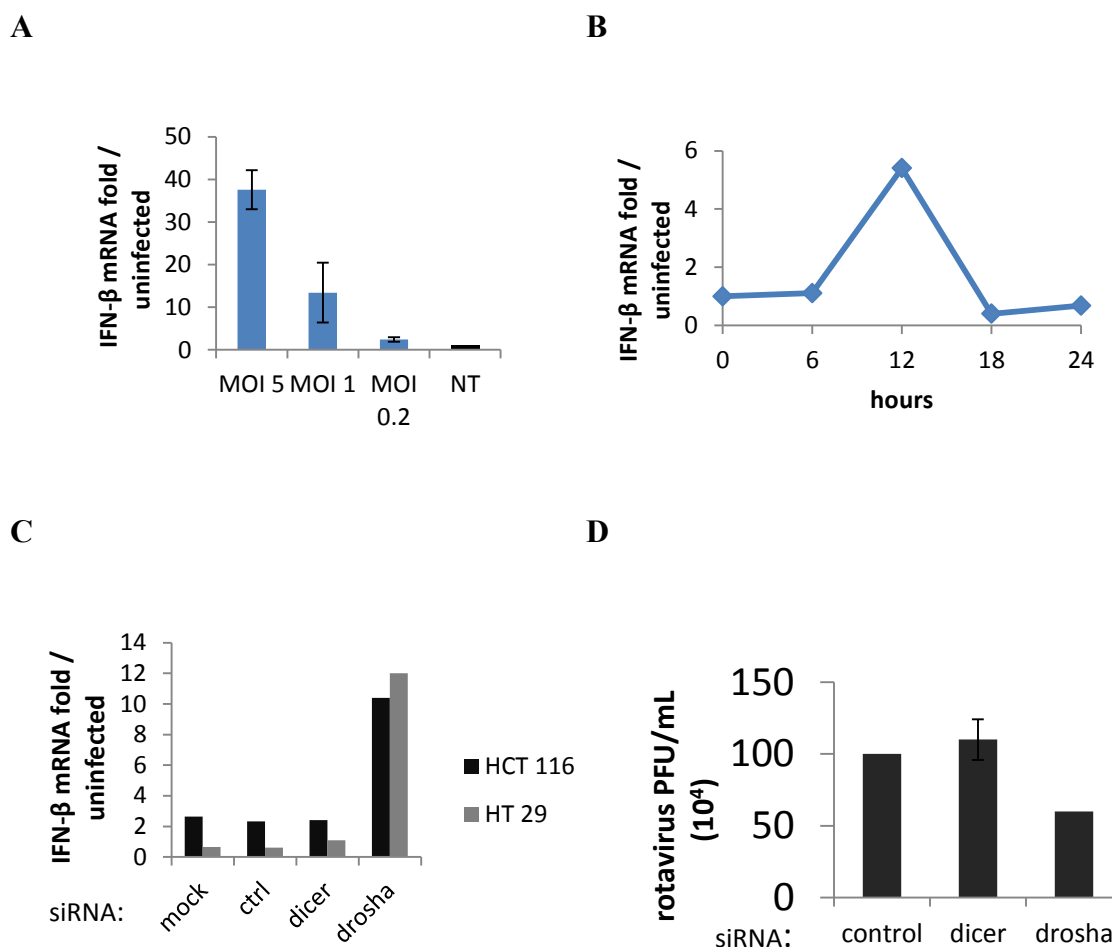 A
IFN-β mRNA fold /
uninfected
50
40
30
20
10
0
MOI 5 MOI 1 MOI NT
0.2
B
IFN-β mRNA fold /
uninfected
6
4
2
0
0 6 12 18 24
hours
C
IFN-β mRNA fold /
uninfected
14
12
10
8
6
4
2
0
HCT 116
HT 29
siRNA: mock ctrl dicer drosha
D
rotavirus PFU/mL
(10⁴)
150
100
50
0
siRNA: control dicer drosha